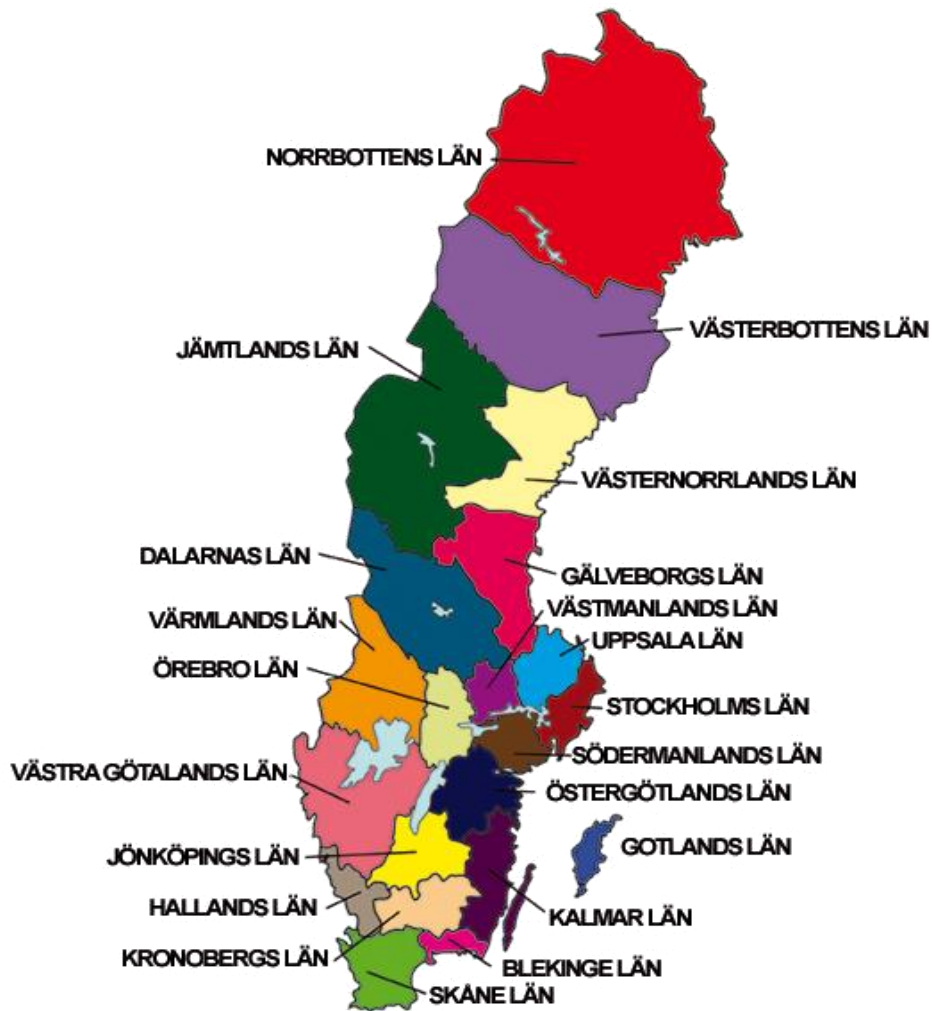 NORRBOTTENS LÄN
VÄSTERBOTTENS LÄN
JÄMTLANDS LÄN
VÄSTERNORRLANDS LÄN
DALARNAS LÄN
GÄLVEBORGS LÄN
VÄSTMANLANDS LÄN
VÄRMLANDS LÄN
UPPSALA LÄN
ÖREBRO LÄN
STOCKHOLMS LÄN
SÖDERMANLANDS LÄN
VÄSTRA GÖTALANDS LÄN
ÖSTERGÖTLANDS LÄN
GOTLANDS LÄN
JÖNKÖPINGS LÄN
HALLANDS LÄN
KALMAR LÄN
KRONOBERGS LÄN
BLEKINGE LÄN
SKÅNE LÄN